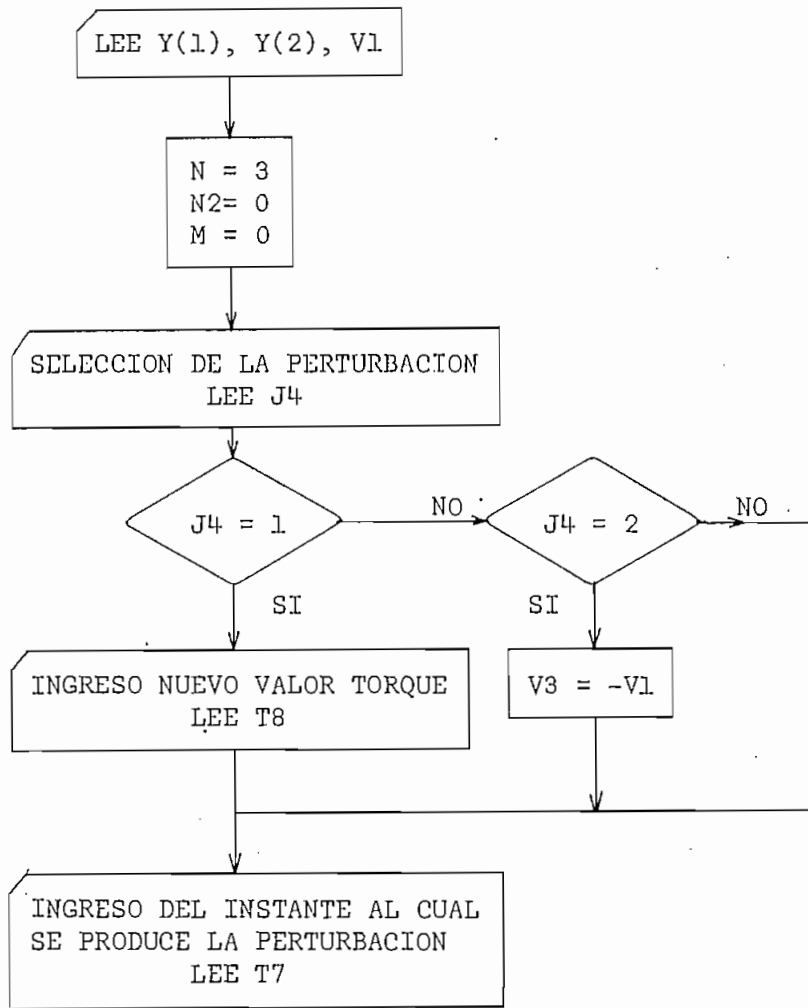 LEE Y(1), Y(2), V1
N = 3
N2= 0
M = 0
SELECCION DE LA PERTURBACION
LEE J4
J4 = 1
NO
J4 = 2
NO
SI
SI
INGRESO NUEVO VALOR TORQUE
LEE T8
V3 = -V1
INGRESO DEL INSTANTE AL CUAL
SE PRODUCE LA PERTURBACION
LEE T7